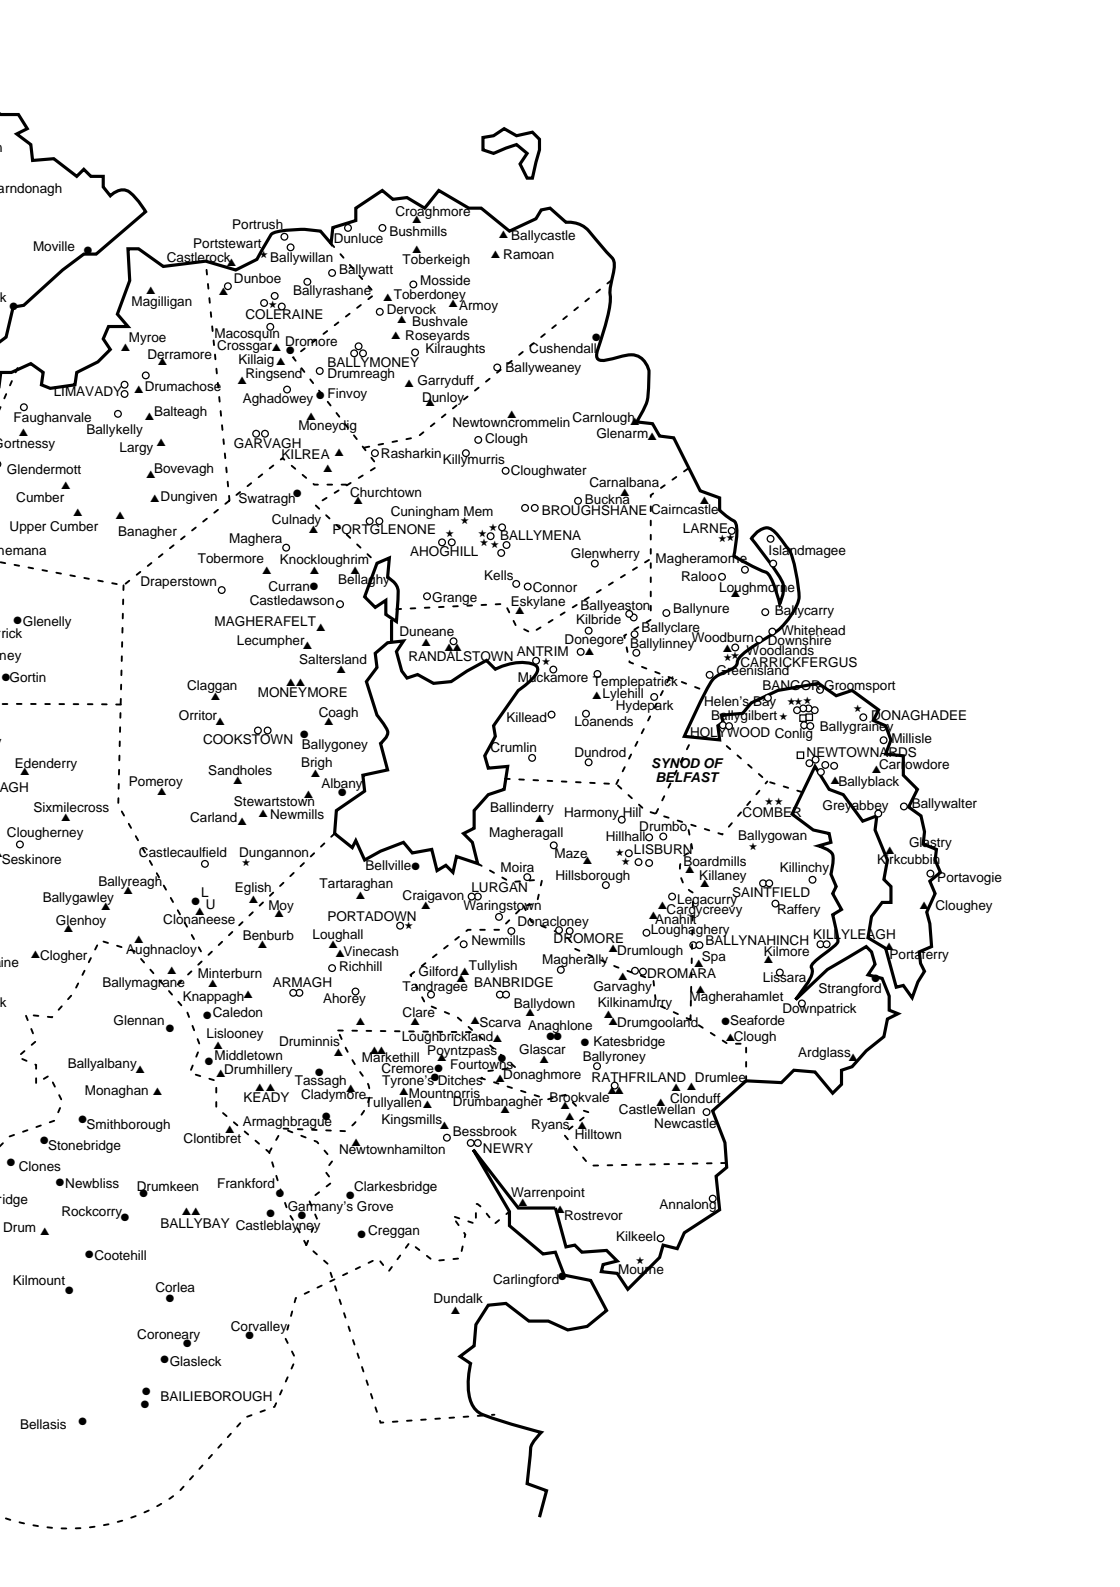 arndonagh
Moville
k
Croaghmore
Portrush
Dunluce
Bushmills
Ballycastle
Portstewart
Castlerock
Ballywillan
Toberkeigh
Ramoan
Ballywatt
Dunboe
Mosside
Magilligan
Ballyrashane
Toberdoney
Armoy
COLERAINE
Dervock
Bushvale
Macosquin
Roseyards
Myroe
Crossgar
Dromore
Kilraughts
Cushendall
Derramore
Killaig
BALLYMONEY
Ringsend
Drumreagh
Ballyweaney
LIMAVADY
Drumachose
Garryduff
Aghadowey
Finvoy
Dunloy
Faughanvale
Balteagh
Ballykelly
Moneydig
Newtowncrommelin
Carnlough
Gortnessy
Largy
GARVAGH
Clough
Glenarm
KILREA
Rasharkin
Killymurris
Glendermott
Bovevagh
Cloughwater
Cumber
Dungiven
Swatragh
Churchtown
Carnalbana
Buckna
Upper Cumber
Banagher
Culnady
Cuningham Mem
BROUGHSHANE
Cairncastle
PORTGLENONE
BALLYMENA
LARNE
Maghera
AHOGHILL
Islandmagee
nemana
Tobermore
Knockloughrim
Glenwherry
Magheramorne
Draperstown
Curran
Bellaghy
Kells
Connor
Raloo
Loughmorne
Castledawson
Grange
Eskylane
Ballyeaston
Ballynure
Ballycarry
Glenelly
MAGHERAFELT
Kilbride
Ballyclare
Whitehead
rrick
Lecumpher
Duneane
Donegore
Ballylinney
Woodburn
Downshire
ney
Saltersland
RANDALSTOWN
ANTRIM
Woodlands
CARRICKFERGUS
Gortin
Muckamore
Templepatrick
Greenisland
Claggan
MONEYMORE
Lylehill
BANGOR
Groomsport
Hydepark
Helen's Bay
Orritor
Coagh
Killead
Loanends
Ballygilbert
DONAGHADEE
Ballygrainey
COOKSTOWN
Ballygoney
HOLYWOOD
Conlig
Millisle
Crumlin
Dundrod
NEWTOWNARDS
Edenderry
Brigh
SYNOD OF
BELFAST
Carrowdore
AGH
Pomeroy
Sandholes
Albany
Ballyblack
Sixmilecross
Stewartstown
Ballinderry
Harmony Hill
COMBER
Greyabbey
Ballywalter
Carland
Newmills
Magheragall
Drumbo
Clougherney
Hillhall
Ballygowan
Glastry
Seskinore
Castlecaulfield
Dungannon
Maze
LISBURN
Boardmills
Kirkcubbin
Bellville
Moira
Hillsborough
Killaney
Killinchy
Portavogie
Ballyreagh
Tartaraghan
LURGAN
SAINTFIELD
Ballygawley
L
U
Eglish
Craigavon
Legacurry
Cargycreevy
Raffery
Cloughey
Moy
Waringstown
Glenhoy
Clonaneese
PORTADOWN
Donacloney
Anahilt
Loughaghery
KILLYLEAGH
Aughnacloy
Benburb
Loughall
Newmills
DROMORE
BALLYNAHINCH
Clogher
Vinecash
Drumlough
Spa
Kilmore
Portaferry
Richhill
Tullylish
Magherally
Ballymagrane
Minterburn
Gilford
DROMARA
Lissara
ARMAGH
Tandragee
BANBRIDGE
Garvaghy
Strangford
Knappagh
Ahorey
Ballydown
Kilkinamurry
Magherahamlet
Downpatrick
Caledon
Clare
Glennan
Scarva
Anaghlone
Drumgooland
Seaforde
Lislooney
Druminnis
Loughbrickland
Katesbridge
Clough
Middletown
Markethill
Poyntzpass
Glascar
Ballyroney
Ardglass
Ballyalbany
Drumhillery
Cremore
Fourtowns
Tassagh
Tyrone's Ditches
Donaghmore
RATHFRILAND
Drumlee
Monaghan
KEADY
Cladymore
Mountnorris
Tullyallen
Drumbanagher
Brookvale
Clonduff
Smithborough
Armaghbrague
Kingsmills
Castlewellan
Stonebridge
Clontibret
Bessbrook
Ryans
Hilltown
Newcastle
Newtownhamilton
NEWRY
Clones
Newbliss
Drumkeen
Frankford
Clarkesbridge
Warrenpoint
Annalong
ridge
Rockcorry
Garmany's Grove
Rostrevor
Drum
BALLYBAY
Castleblayney
Creggan
Kilkeel
Cootehill
Mourne
Kilmount
Corlea
Carlingford
Dundalk
Coroneary
Corvalley
Glasleck
BAILIEBOROUGH
Bellasis